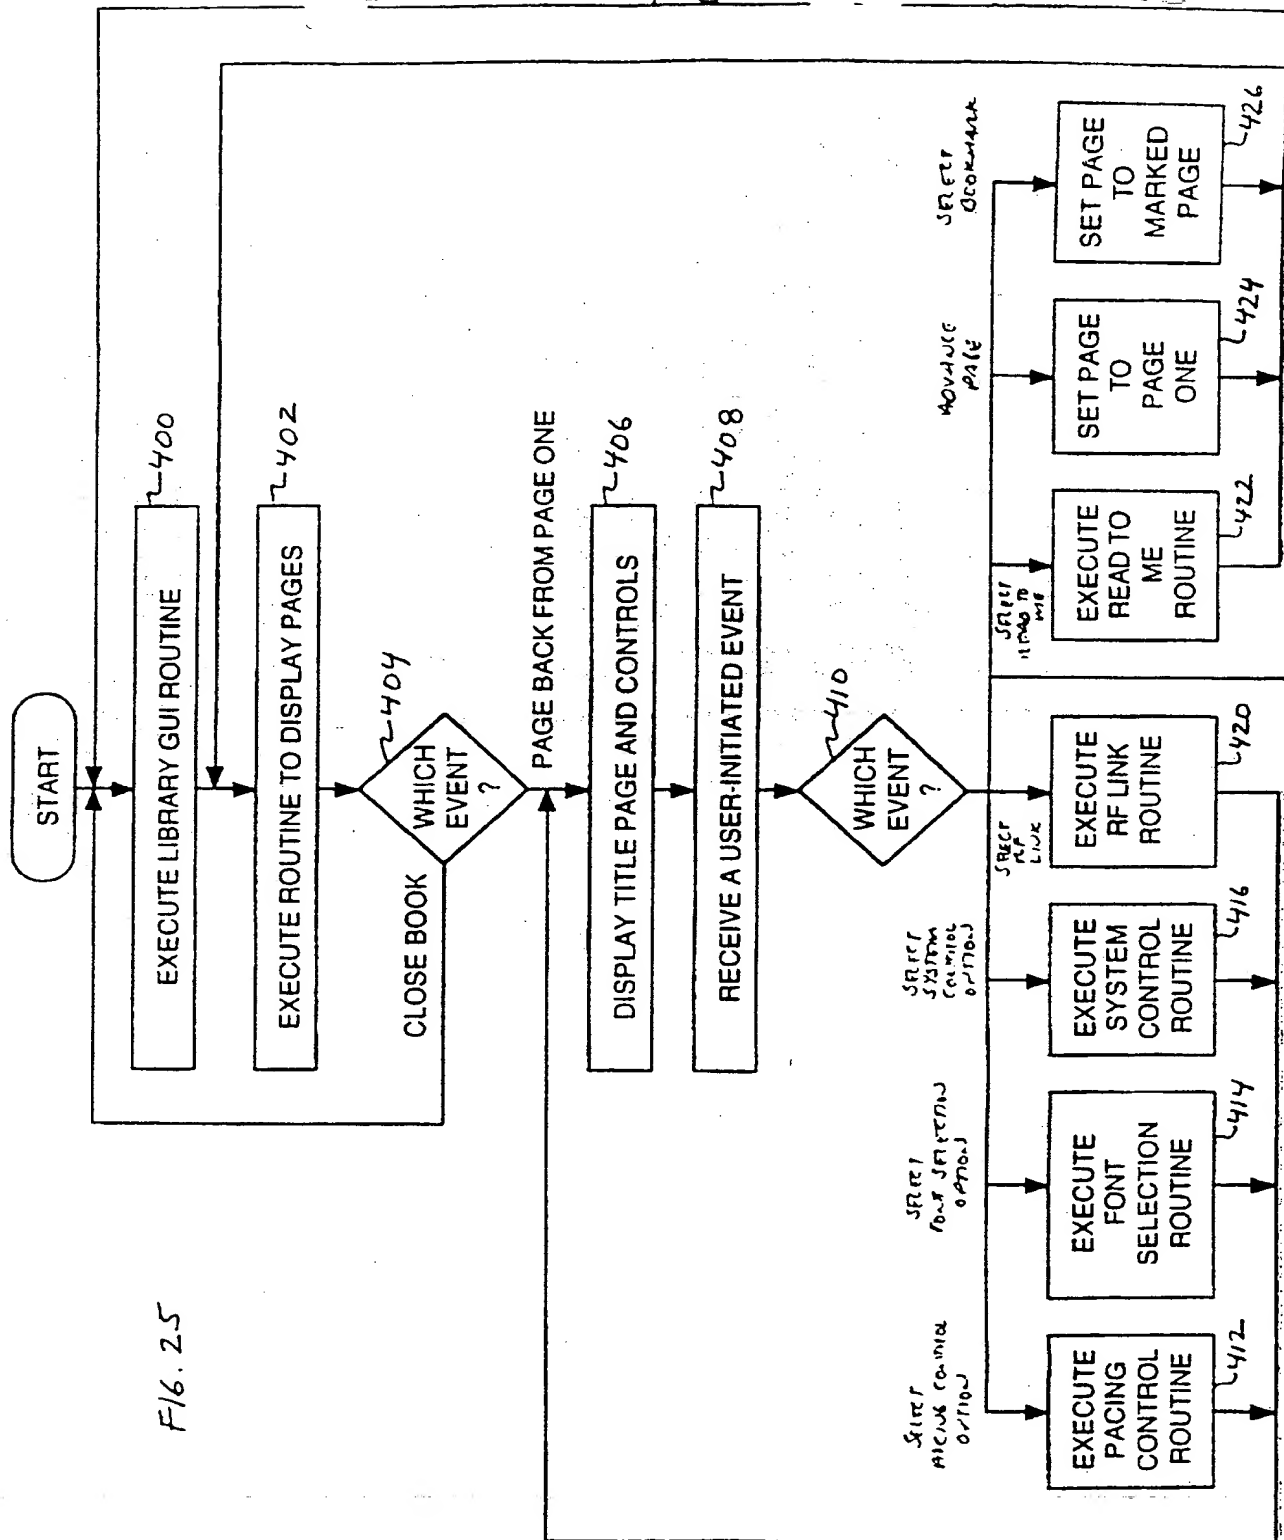 START
EXECUTE LIBRARY GUI ROUTINE
400
EXECUTE ROUTINE TO DISPLAY PAGES
402
WHICH
EVENT
?
404
CLOSE BOOK
PAGE BACK FROM PAGE ONE
DISPLAY TITLE PAGE AND CONTROLS
406
RECEIVE A USER-INITIATED EVENT
408
WHICH
EVENT
?
410
SELECT
PACING CONTROL
OPTION
EXECUTE
PACING
CONTROL
ROUTINE
412
SELECT
FONT SELECTION
OPTION
EXECUTE
FONT
SELECTION
ROUTINE
414
SELECT
SYSTEM
CONTROL
OPTION
EXECUTE
SYSTEM
CONTROL
ROUTINE
416
SELECT
RF
LINK
EXECUTE
RF LINK
ROUTINE
420
SELECT
READ TO
ME
EXECUTE
READ TO
ME
ROUTINE
422
ADVANCE
PAGE
SET PAGE
TO
PAGE
ONE
424
SELECT
BOOKMARK
SET PAGE
TO
MARKED
PAGE
426
FIG. 25